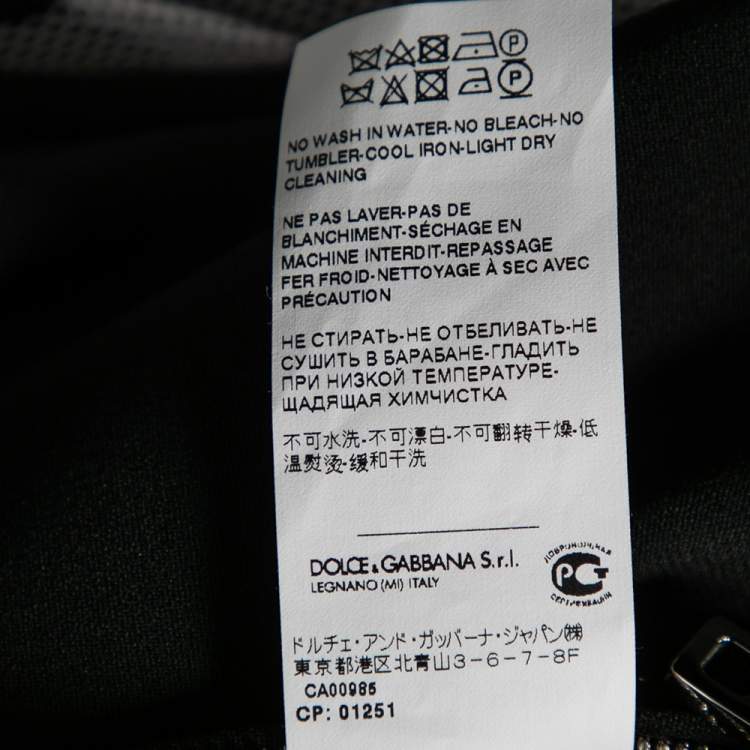 P
P
NO WASH IN WATER-NO BLEACH-NO
TUMBLER-COOL IRON-LIGHT DRY
CLEANING
NE PAS LAVER-PAS DE
BLANCHIMENT-SÉCHAGE EN
MACHINE INTERDIT-REPASSAGE
FER FROID-NETTOYAGE À SEC AVEC
PRÉCAUTION
НЕ СТИРАТЬ-НЕ ОТБЕЛИВАТЬ-НЕ
СУШИТЬ В БАРАБАНЕ-ГЛАДИТЬ
ПРИ НИЗКОЙ ТЕМПЕРАТУРЕ-
ЩАДЯЩАЯ ХИМЧИСТКА
不可水洗-不可漂白-不可翻转干燥-低
温熨烫-缓和干洗
DOLCE & GABBANA S.r.l.
LEGNANO (MI) ITALY
ДОБРОВОЛЬНАЯ
РСТ
СЕРТИФИКАЦИЯ
ドルチェ・アンド・ガッバーナ・ジャパン㈱
東京都港区北青山3-6-7-8F
CA00985
CP: 01251